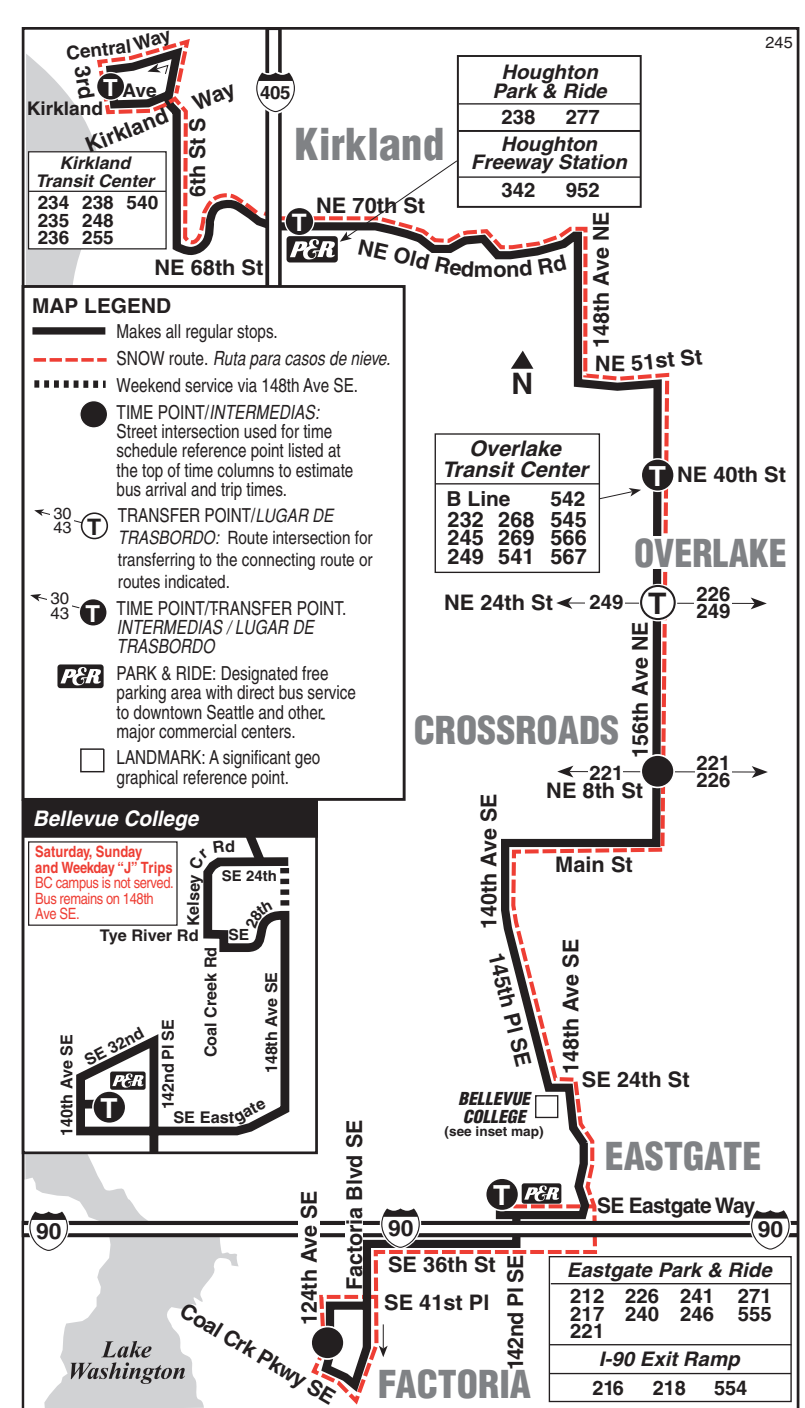 245
Central Way
3rd
T
Ave
Kirkland
Kirkland Way
6th St S
405
Kirkland
Houghton
Park & Ride
238 277
Houghton
Freeway Station
342 952
Kirkland
Transit Center
234 238 540
235 248
236 255
T
NE 70th St
P&R
NE Old Redmond Rd
NE 68th St
148th Ave NE
NE 51st St
N
MAP LEGEND
Makes all regular stops.
SNOW route. Ruta para casos de nieve.
Weekend service via 148th Ave SE.
TIME POINT/INTERMEDIAS:
Street intersection used for time
schedule reference point listed at
the top of time columns to estimate
bus arrival and trip times.
30
43
T
TRANSFER POINT/LUGAR DE
TRASBORDO: Route intersection for
transferring to the connecting route or
routes indicated.
30
43
T
TIME POINT/TRANSFER POINT.
INTERMEDIAS / LUGAR DE
TRASBORDO
P&R
PARK & RIDE: Designated free
parking area with direct bus service
to downtown Seattle and other
major commercial centers.
LANDMARK: A significant geo
graphical reference point.
Overlake
Transit Center
B Line 542
232 268 545
245 269 566
249 541 567
T
NE 40th St
OVERLAKE
NE 24th St
249
T
226
249
156th Ave NE
CROSSROADS
221
NE 8th St
221
226
Main St
140th Ave SE
145th Pl SE
148th Ave SE
SE 24th St
BELLEVUE
COLLEGE
(see inset map)
EASTGATE
T
P&R
SE Eastgate Way
90
90
90
Bellevue College
Saturday, Sunday
and Weekday “J” Trips
BC campus is not served.
Bus remains on 148th
Ave SE.
Kelsey Cr Rd
SE 24th
Tye River Rd
SE 28th
Coal Creek Rd
148th Ave SE
SE 32nd
142nd Pl SE
140th Ave SE
P&R
T
SE Eastgate
124th Ave SE
Factoria Blvd SE
SE 36th St
142nd Pl SE
SE 41st Pl
Coal Crk Pkwy SE
FACTORIA
Lake
Washington
Eastgate Park & Ride
212 226 241 271
217 240 246 555
221
I-90 Exit Ramp
216 218 554